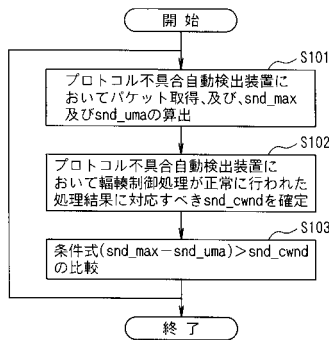 開始
S101
プロトコル不具合自動検出装置に
おいてパケット取得、及び、snd_max
及びsnd_umaの算出
S102
プロトコル不具合自動検出装置に
おいて輻輳制御処理が正常に行われた
処理結果に対応すべきsnd_cwndを確定
S103
条件式(snd_max－snd_uma)＞snd_cwnd
の比較
終了